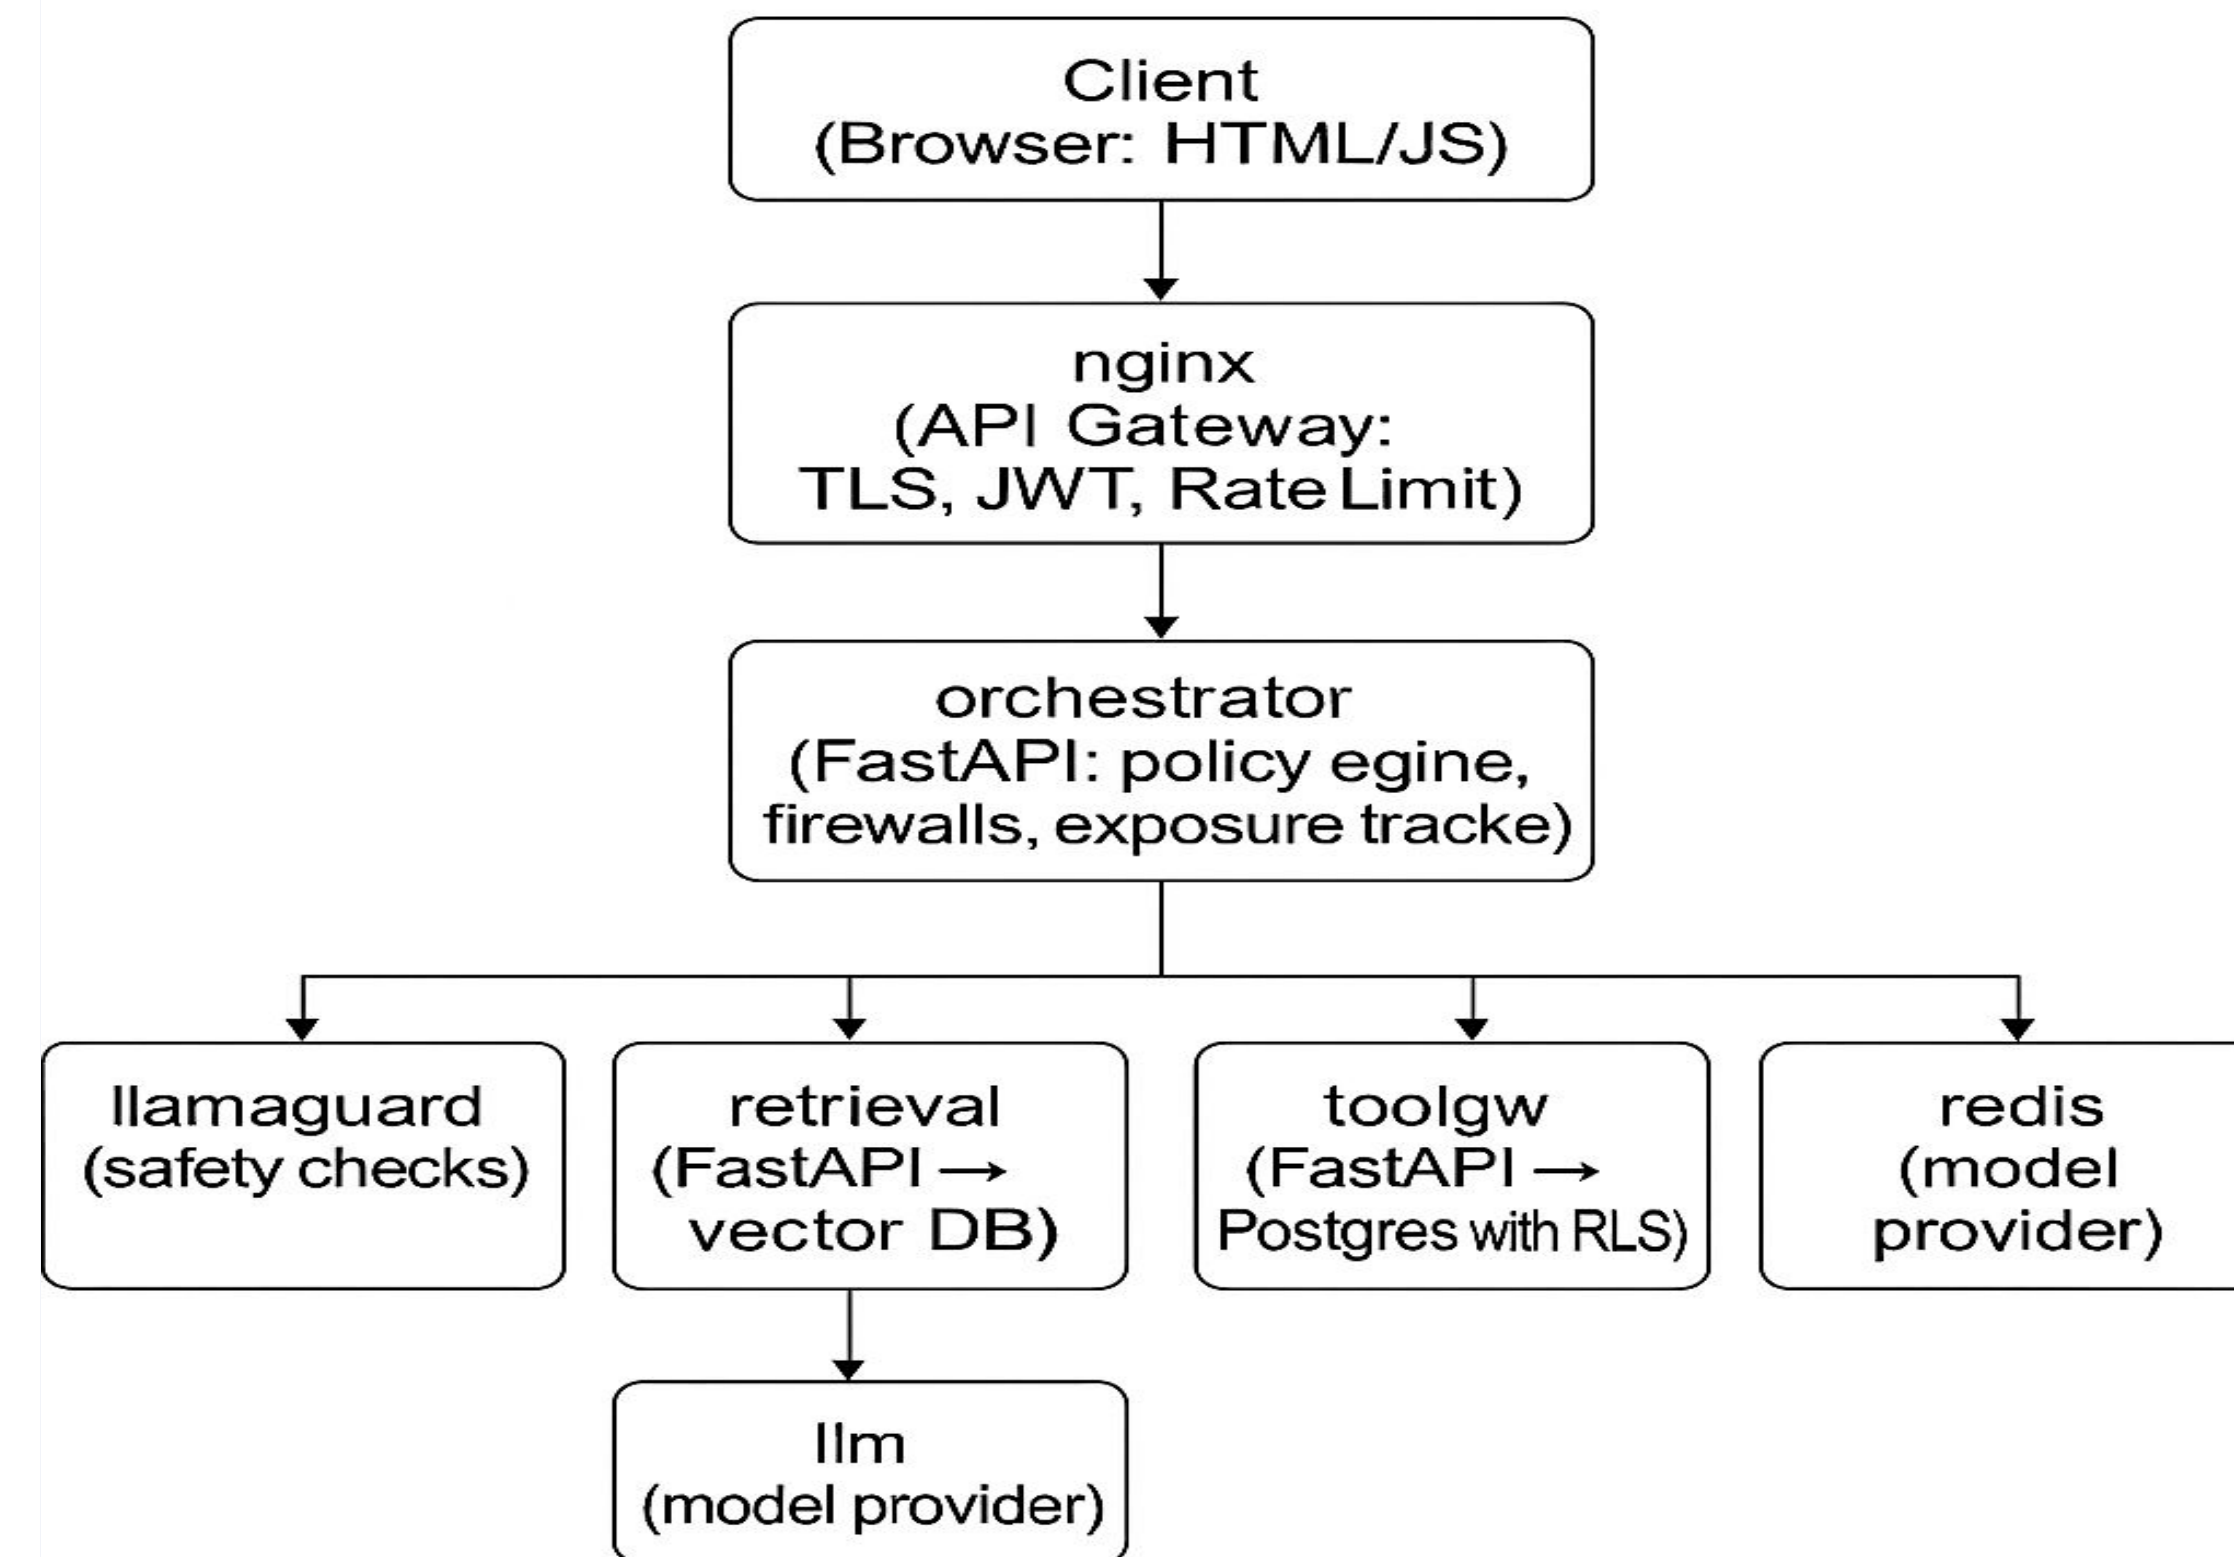 Client
(Browser: HTML/JS)
nginx
(API Gateway:
TLS, JWT, Rate Limit)
orchestrator
(FastAPI: policy egine,
firewalls, exposure tracke)
llamaguard
(safety checks)
retrieval
(FastAPI →
vector DB)
toolgw
(FastAPI →
Postgres with RLS)
redis
(model
provider)
llm
(model provider)